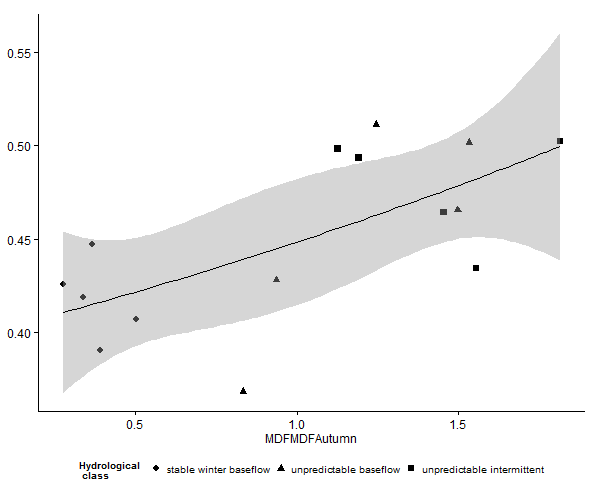 0.55
0.50
0.45
0.40
0.5 1.0 1.5
MDFMDFAutumn
Hydrological class stable winter baseflow unpredictable baseflow unpredictable intermittent